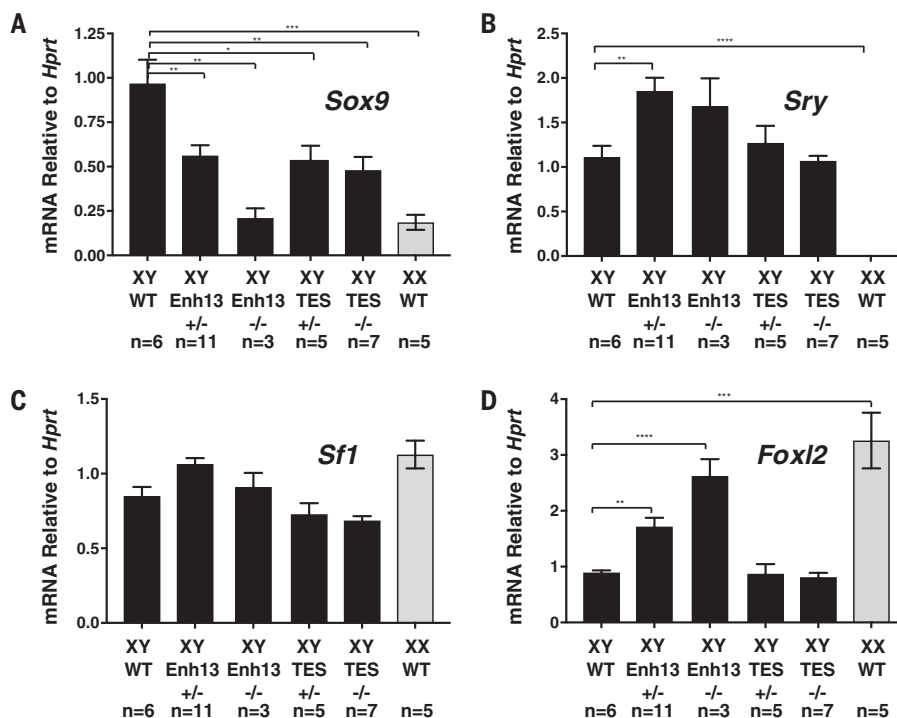 A
mRNA Relative to Hprt
1.25
1.00
0.75
0.50
0.25
0.00
***
**
*
**
**
Sox9
XY XY XY XY XY XX
WT Enh13 Enh13 TES TES WT
+/- -/- +/- -/-
n=6 n=11 n=3 n=5 n=7 n=5
B
mRNA Relative to Hprt
2.5
2.0
1.5
1.0
0.5
0.0
****
**
Sry
XY XY XY XY XY XX
WT Enh13 Enh13 TES TES WT
+/- -/- +/- -/-
n=6 n=11 n=3 n=5 n=7 n=5
C
mRNA Relative to Hprt
1.5
1.0
0.5
0.0
Sf1
XY XY XY XY XY XX
WT Enh13 Enh13 TES TES WT
+/- -/- +/- -/-
n=6 n=11 n=3 n=5 n=7 n=5
D
mRNA Relative to Hprt
4
3
2
1
0
***
****
**
Foxl2
XY XY XY XY XY XX
WT Enh13 Enh13 TES TES WT
+/- -/- +/- -/-
n=6 n=11 n=3 n=5 n=7 n=5